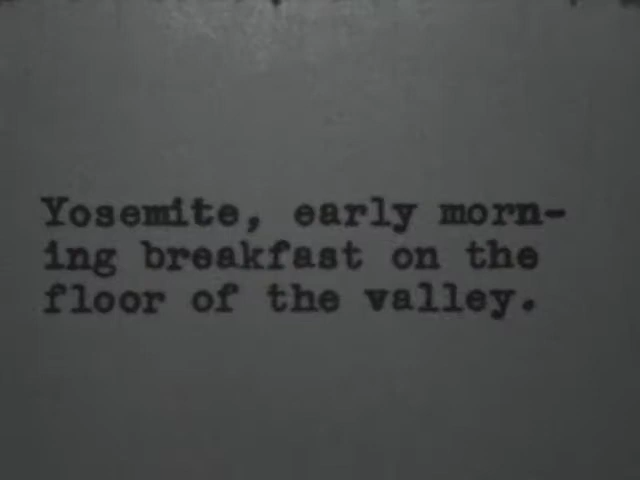 Yosemite, early morn-
ing breakfast on the
floor of the valley.